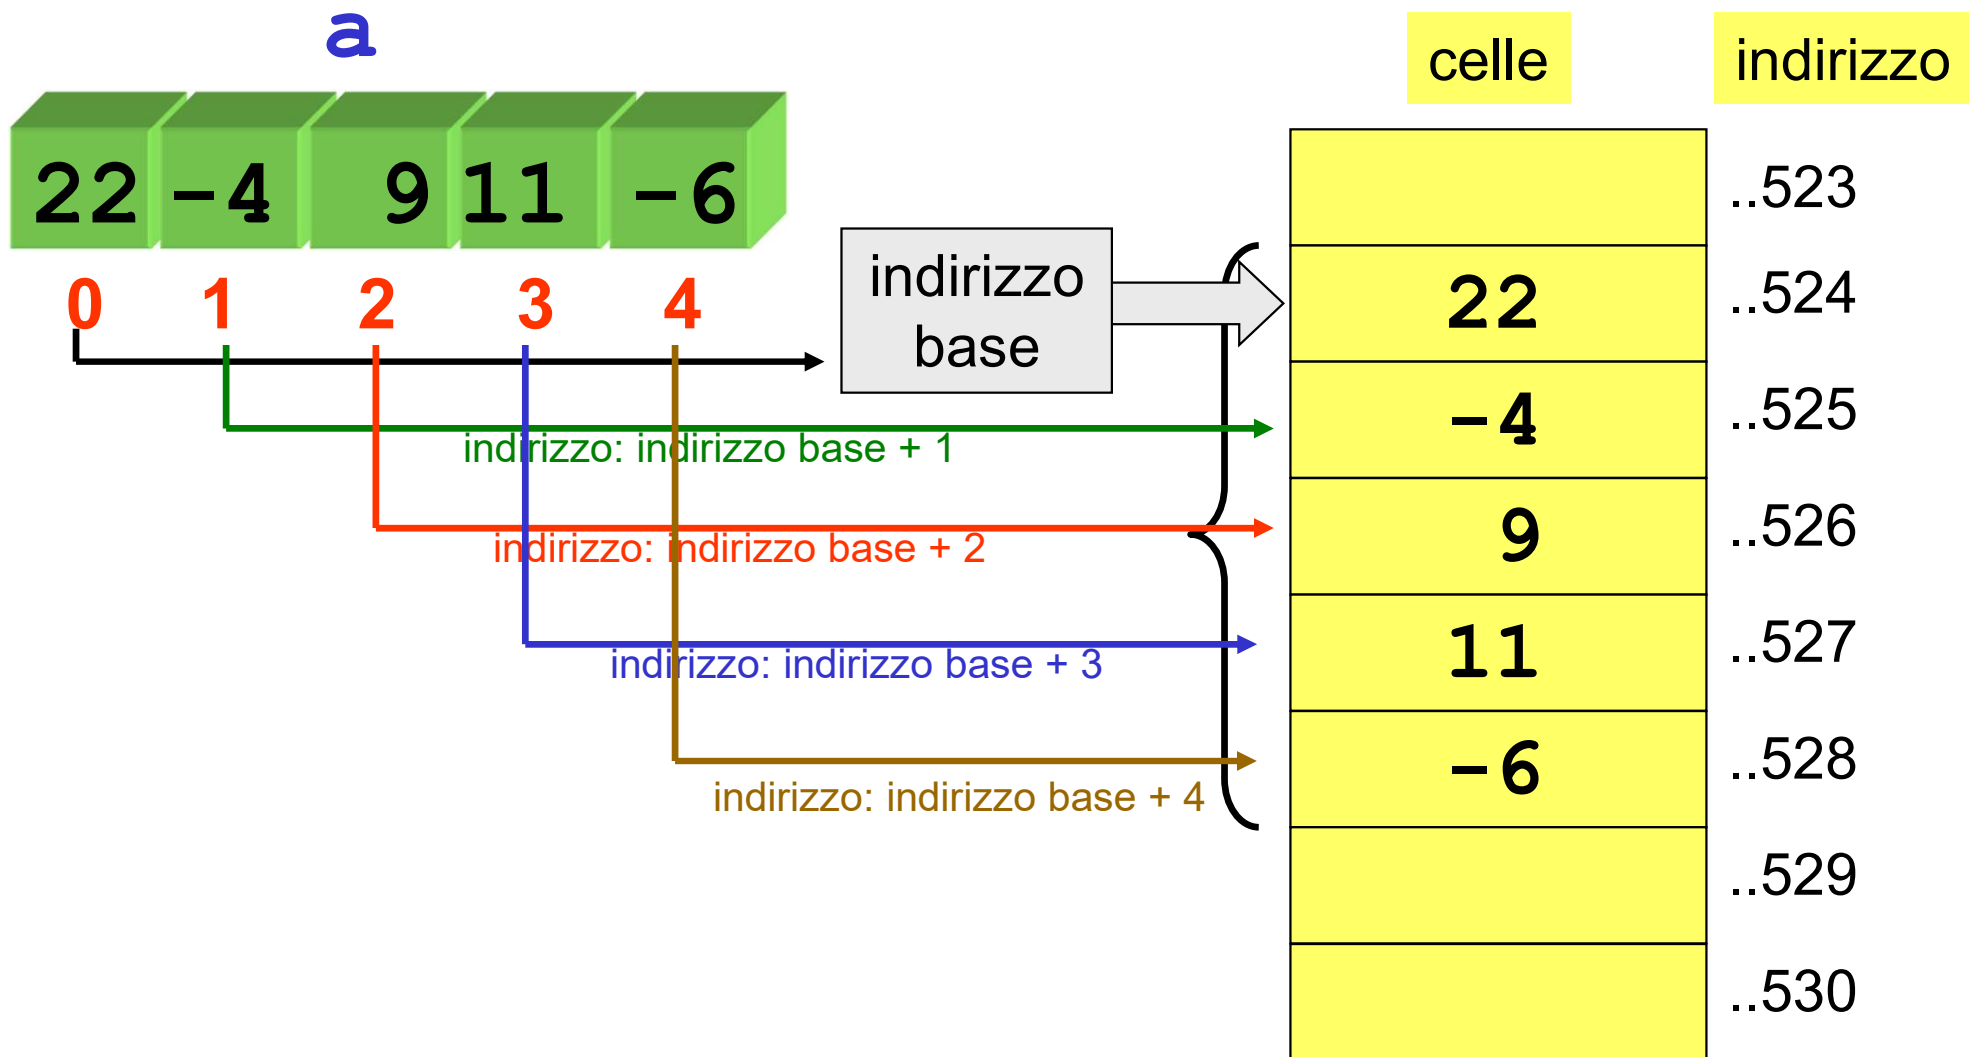 a
22 -4 9 11 -6
0 1 2 3 4
indirizzo
base
indirizzo: indirizzo base + 1
indirizzo: indirizzo base + 2
indirizzo: indirizzo base + 3
indirizzo: indirizzo base + 4
celle indirizzo
..523
22 ..524
-4 ..525
9 ..526
11 ..527
-6 ..528
..529
..530